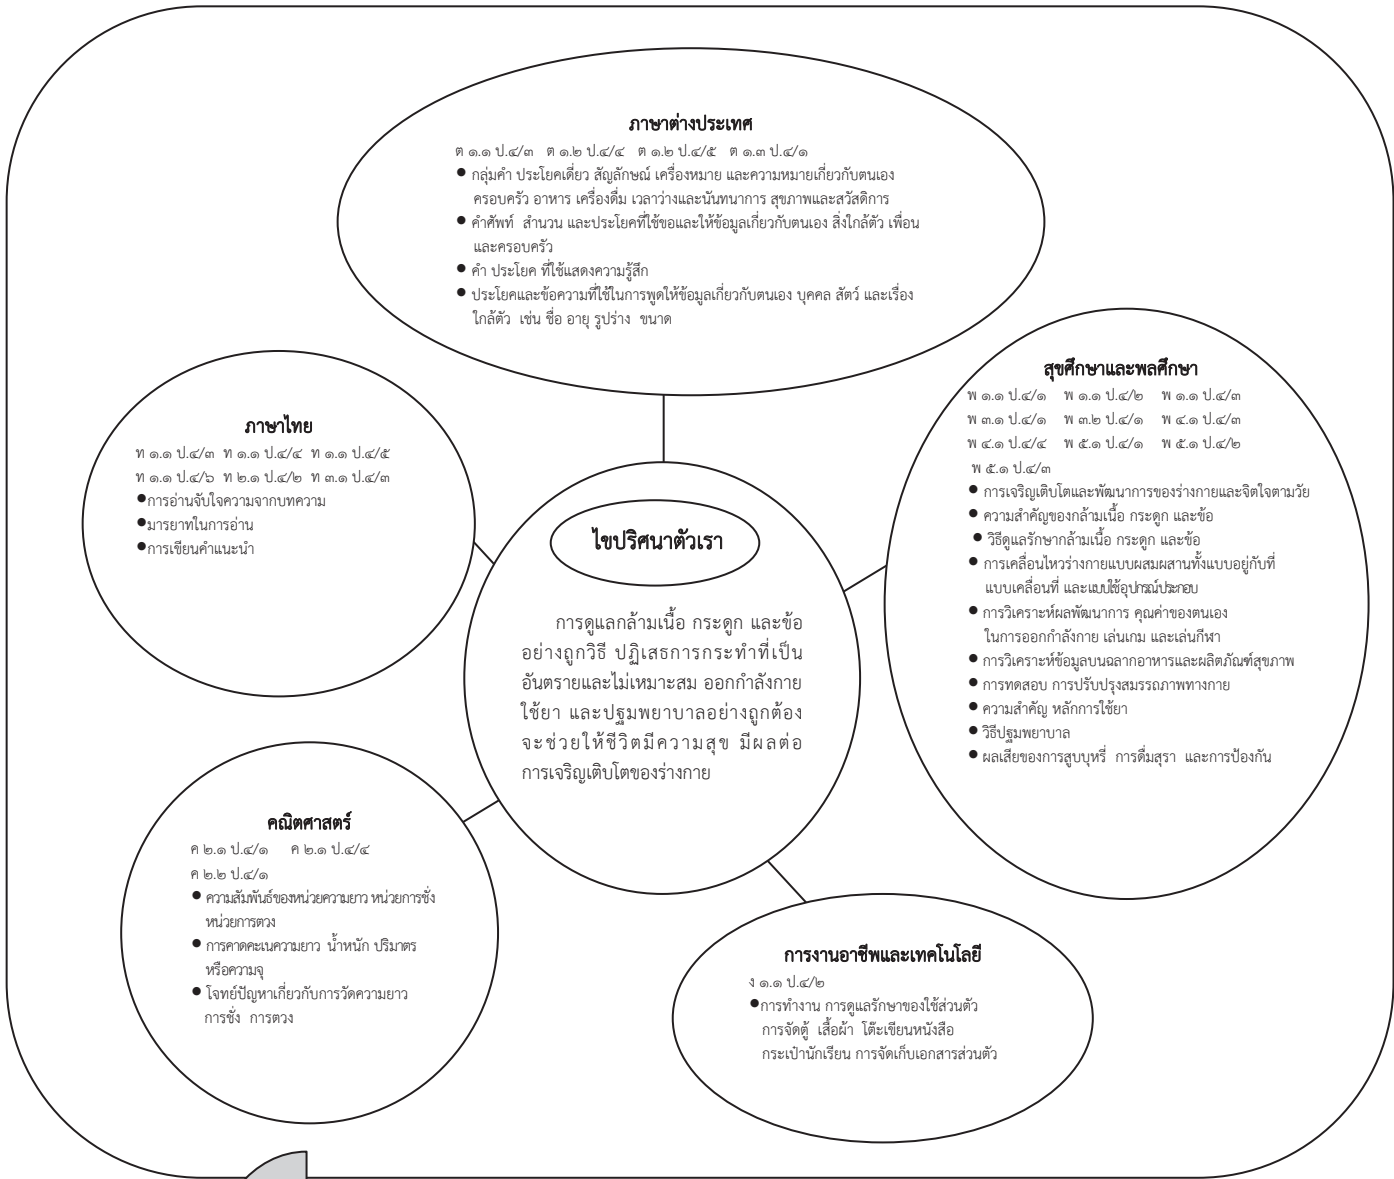 ภาษาต่างประเทศ
ต ๑.๑ ป.๔/๓ ต ๑.๒ ป.๔/๔ ต ๑.๒ ป.๔/๕ ต ๑.๓ ป.๔/๑
● กลุ่มคำ ประโยคเดี่ยว สัญลักษณ์ เครื่องหมาย และความหมายเกี่ยวกับตนเอง
ครอบครัว อาหาร เครื่องดื่ม เวลาว่างและนันทนาการ สุขภาพและสวัสดิการ
● คำศัพท์ สำนวน และประโยคที่ใช้ขอและให้ข้อมูลเกี่ยวกับตนเอง สิ่งใกล้ตัว เพื่อน
และครอบครัว
● คำ ประโยค ที่ใช้แสดงความรู้สึก
● ประโยคและข้อความที่ใช้ในการพูดให้ข้อมูลเกี่ยวกับตนเอง บุคคล สัตว์ และเรื่อง
ใกล้ตัว เช่น ชื่อ อายุ รูปร่าง ขนาด
สุขศึกษาและพลศึกษา
พ ๑.๑ ป.๔/๑ พ ๑.๑ ป.๔/๒ พ ๑.๑ ป.๔/๓
พ ๓.๑ ป.๔/๑ พ ๓.๒ ป.๔/๑ พ ๔.๑ ป.๔/๓
พ ๔.๑ ป.๔/๔ พ ๕.๑ ป.๔/๑ พ ๕.๑ ป.๔/๒
พ ๕.๑ ป.๔/๓
● การเจริญเติบโตและพัฒนาการของร่างกายและจิตใจตามวัย
● ความสำคัญของกล้ามเนื้อ กระดูก และข้อ
● วิธีดูแลรักษากล้ามเนื้อ กระดูก และข้อ
● การเคลื่อนไหวร่างกายแบบผสมผสานทั้งแบบอยู่กับที่
แบบเคลื่อนที่ และแบบใช้อุปกรณ์ประกอบ
● การวิเคราะห์ผลพัฒนาการ คุณค่าของตนเอง
ในการออกกำลังกาย เล่นเกม และเล่นกีฬา
● การวิเคราะห์ข้อมูลบนฉลากอาหารและผลิตภัณฑ์สุขภาพ
● การทดสอบ การปรับปรุงสมรรถภาพทางกาย
● ความสำคัญ หลักการใช้ยา
● วิธีปฐมพยาบาล
● ผลเสียของการสูบบุหรี่ การดื่มสุรา และการป้องกัน
ภาษาไทย
ท ๑.๑ ป.๔/๓ ท ๑.๑ ป.๔/๔ ท ๑.๑ ป.๔/๕
ท ๑.๑ ป.๔/๖ ท ๒.๑ ป.๔/๒ ท ๓.๑ ป.๔/๓
●การอ่านจับใจความจากบทความ
●มารยาทในการอ่าน
●การเขียนคำแนะนำ
ไขปริศนาตัวเรา
การดูแลกล้ามเนื้อ กระดูก และข้อ
อย่างถูกวิธี ปฏิเสธการกระทำที่เป็น
อันตรายและไม่เหมาะสม ออกกำลังกาย
ใช้ยา และปฐมพยาบาลอย่างถูกต้อง
จะช่วยให้ชีวิตมีความสุข มีผลต่อ
การเจริญเติบโตของร่างกาย
คณิตศาสตร์
ค ๒.๑ ป.๔/๑ ค ๒.๑ ป.๔/๔
ค ๒.๒ ป.๔/๑
● ความสัมพันธ์ของหน่วยความยาว หน่วยการชั่ง
หน่วยการตวง
● การคาดคะเนความยาว น้ำหนัก ปริมาตร
หรือความจุ
● โจทย์ปัญหาเกี่ยวกับการวัดความยาว
การชั่ง การตวง
การงานอาชีพและเทคโนโลยี
ง ๑.๑ ป.๔/๒
●การทำงาน การดูแลรักษาของใช้ส่วนตัว
การจัดตู้ เสื้อผ้า โต๊ะเขียนหนังสือ
กระเป๋านักเรียน การจัดเก็บเอกสารส่วนตัว